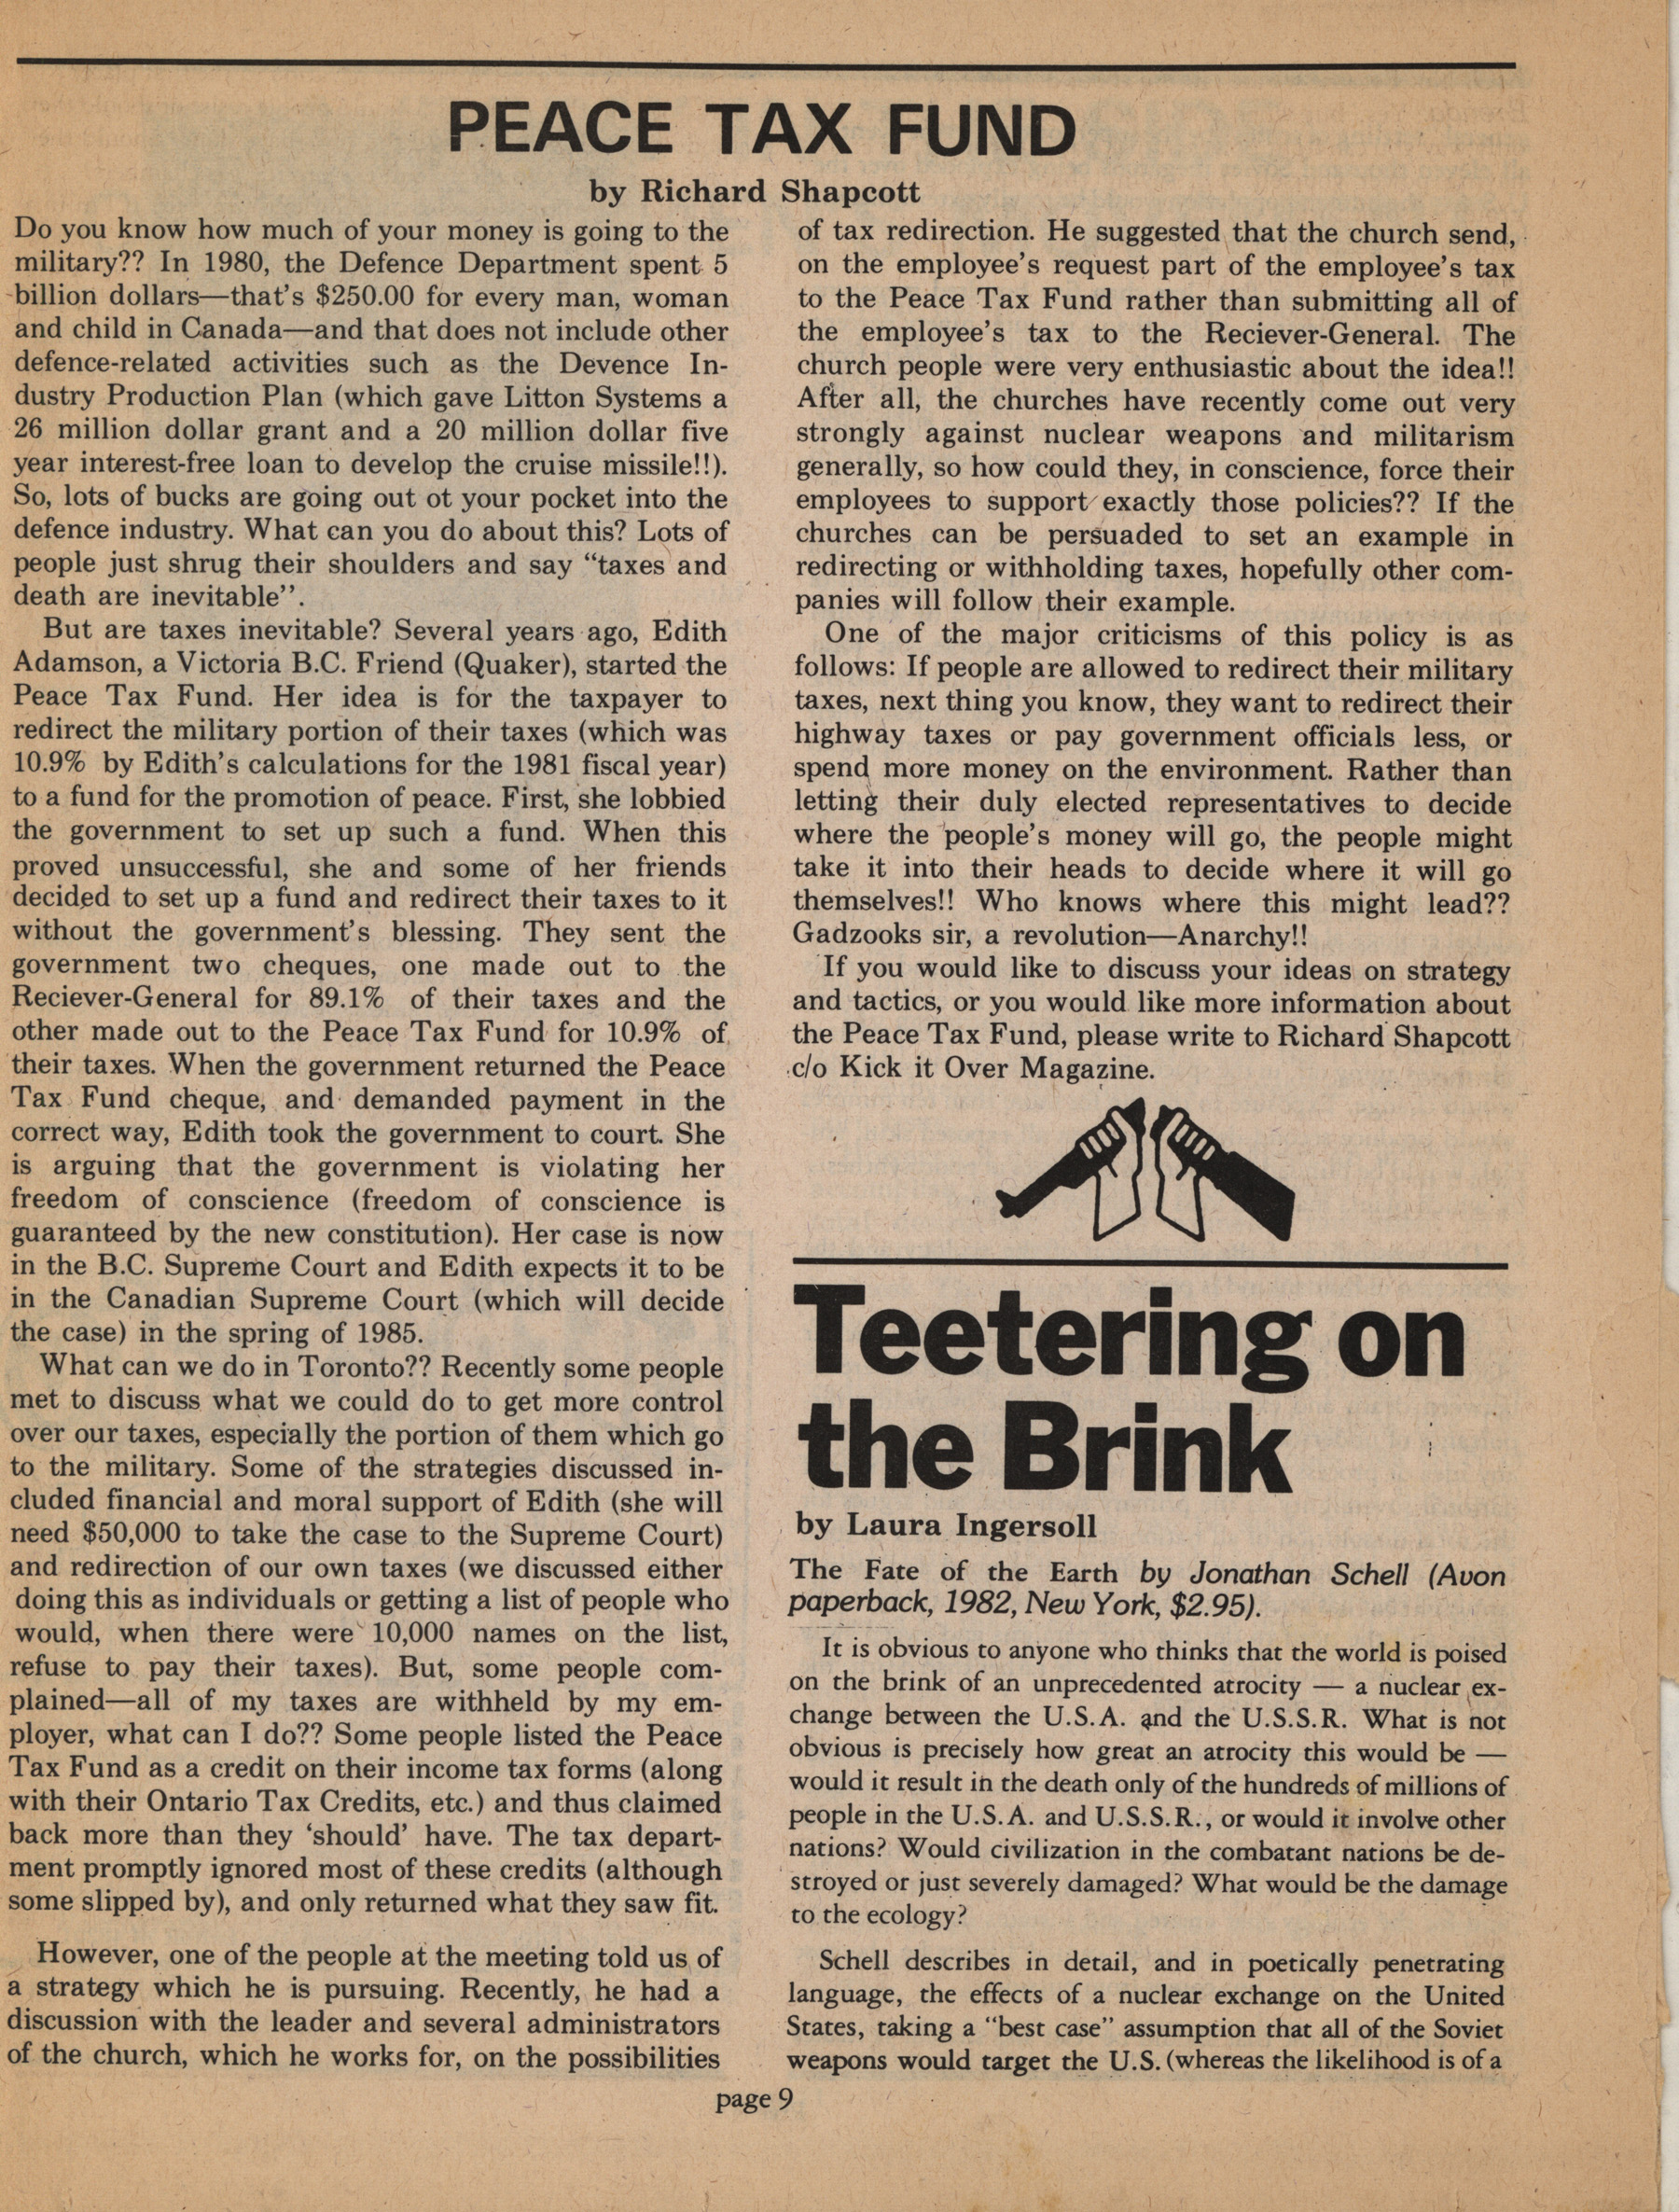 PEACE TAX FUND
by Richard Shapcott
Do you know how much of your money is going to the
military?? In 1980, the Defence Department spent 5
billion dollars—that's $250.00 for every man, woman
and child in Canada—and that does not include other
defence-related activities such as the Devence In-
dustry Production Plan (which gave Litton Systems a
26 million dollar grant and a 20 million dollar five
year interest-free loan to develop the cruise missile!!).
So, lots of bucks are going out ot your pocket into the
defence industry. What can you do about this? Lots of
people just shrug their shoulders and say “taxes and
death are inevitable”.
But are taxes inevitable? Several years ago, Edith
Adamson, a Victoria B.C. Friend (Quaker), started the
Peace Tax Fund. Her idea is for the taxpayer to
redirect the military portion of their taxes (which was
10.9% by Edith's calculations for the 1981 fiscal year)
to a fund for the promotion of peace. First, she lobbied
the government to set up such a fund. When this
proved unsuccessful, she and some of her friends
decided to set up a fund and redirect their taxes to it
without the government's blessing. They sent the
government two cheques, one made out to the
Reciever-General for 89.1% of their taxes and the
other made out to the Peace Tax Fund for 10.9% of
their taxes. When the government returned the Peace
Tax Fund cheque, and demanded payment in the
correct way, Edith took the government to court. She
is arguing that the government is violating her
freedom of conscience (freedom of conscience is
guaranteed by the new constitution). Her case is now
in the B.C. Supreme Court and Edith expects it to be
in the Canadian Supreme Court (which will decide
the case) in the spring of 1985.
What can we do in Toronto?? Recently some people
met to discuss what we could do to get more control
over our taxes, especially the portion of them which go
to the military. Some of the strategies discussed in-
cluded financial and moral support of Edith (she will
need $50,000 to take the case to the Supreme Court)
and redirection of our own taxes (we discussed either
doing this as individuals or getting a list of people who
would, when there were 10,000 names on the list,
refuse to pay their taxes). But, some people com-
plained—all of my taxes are withheld by my em-
ployer, what can I do?? Some people listed the Peace
Tax Fund as a credit on their income tax forms (along
with their Ontario Tax Credits, etc.) and thus claimed
back more than they ‘should’ have. The tax depart-
ment promptly ignored most of these credits (although
some slipped by), and only returned what they saw fit.
However, one of the people at the meeting told us of
a strategy which he is pursuing. Recently, he had a
discussion with the leader and several administrators
of the church, which he works for, on the possibilities
of tax redirection. He suggested that the church send,
on the employee's request part of the employee's tax
to the Peace Tax Fund rather than submitting all of
the employee's tax to the Reciever-General. The
church people were very enthusiastic about the idea!!
After all, the churches have recently come out very
strongly against nuclear weapons and militarism
generally, so how could they, in conscience, force their
employees to support exactly those policies?? If the
churches can be persuaded to set an example in
redirecting or withholding taxes, hopefully other com-
panies will follow their example.
One of the major criticisms of this policy is as
follows: If people are allowed to redirect their military
taxes, next thing you know, they want to redirect their
highway taxes or pay government officials less, or
spend more money on the environment. Rather than
letting their duly elected representatives to decide
where the people's money will go, the people might
take it into their heads to decide where it will go
themselves!! Who knows where this might lead??
Gadzooks sir, a revolution—Anarchy!!
If you would like to discuss your ideas on strategy
and tactics, or you would like more information about
the Peace Tax Fund, please write to Richard Shapcott
c/o Kick it Over Magazine.
Teetering on
the Brink
by Laura Ingersoll
The Fate of the Earth by Jonathan Schell (Avon
paperback, 1982, New York, $2.95).
It is obvious to anyone who thinks that the world is poised
on the brink of an unprecedented atrocity — a nuclear ex-
change between the U.S.A. and the U.S.S.R. What is not
obvious is precisely how great an atrocity this would be —
would it result in the death only of the hundreds of millions of
people in the U.S.A. and U.S.S.R., or would it involve other
nations? Would civilization in the combatant nations be de-
stroyed or just severely damaged? What would be the damage
to the ecology?
Schell describes in detail, and in poetically penetrating
language, the effects of a nuclear exchange on the United
States, taking a “best case” assumption that all of the Soviet
weapons would target the U.S. (whereas the likelihood is of a
page 9